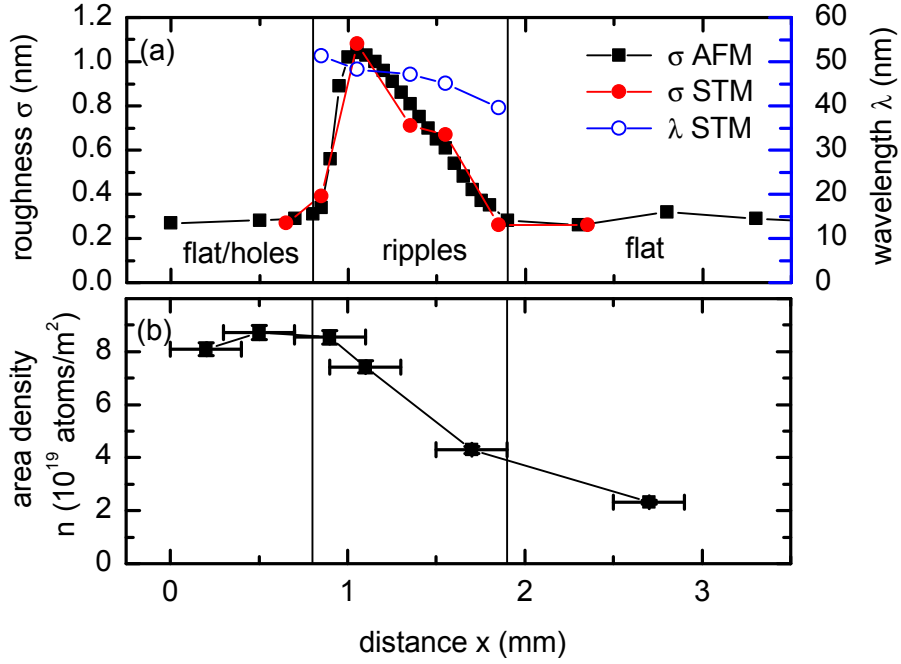 (a)
roughness σ (nm)
0.0
0.2
0.4
0.6
0.8
1.0
1.2
σ AFM
σ STM
λ STM
flat/holes
ripples
flat
wavelength λ (nm)
0
10
20
30
40
50
60
(b)
area density
n (10¹⁹ atoms/m²)
0
2
4
6
8
0 1 2 3
distance x (mm)